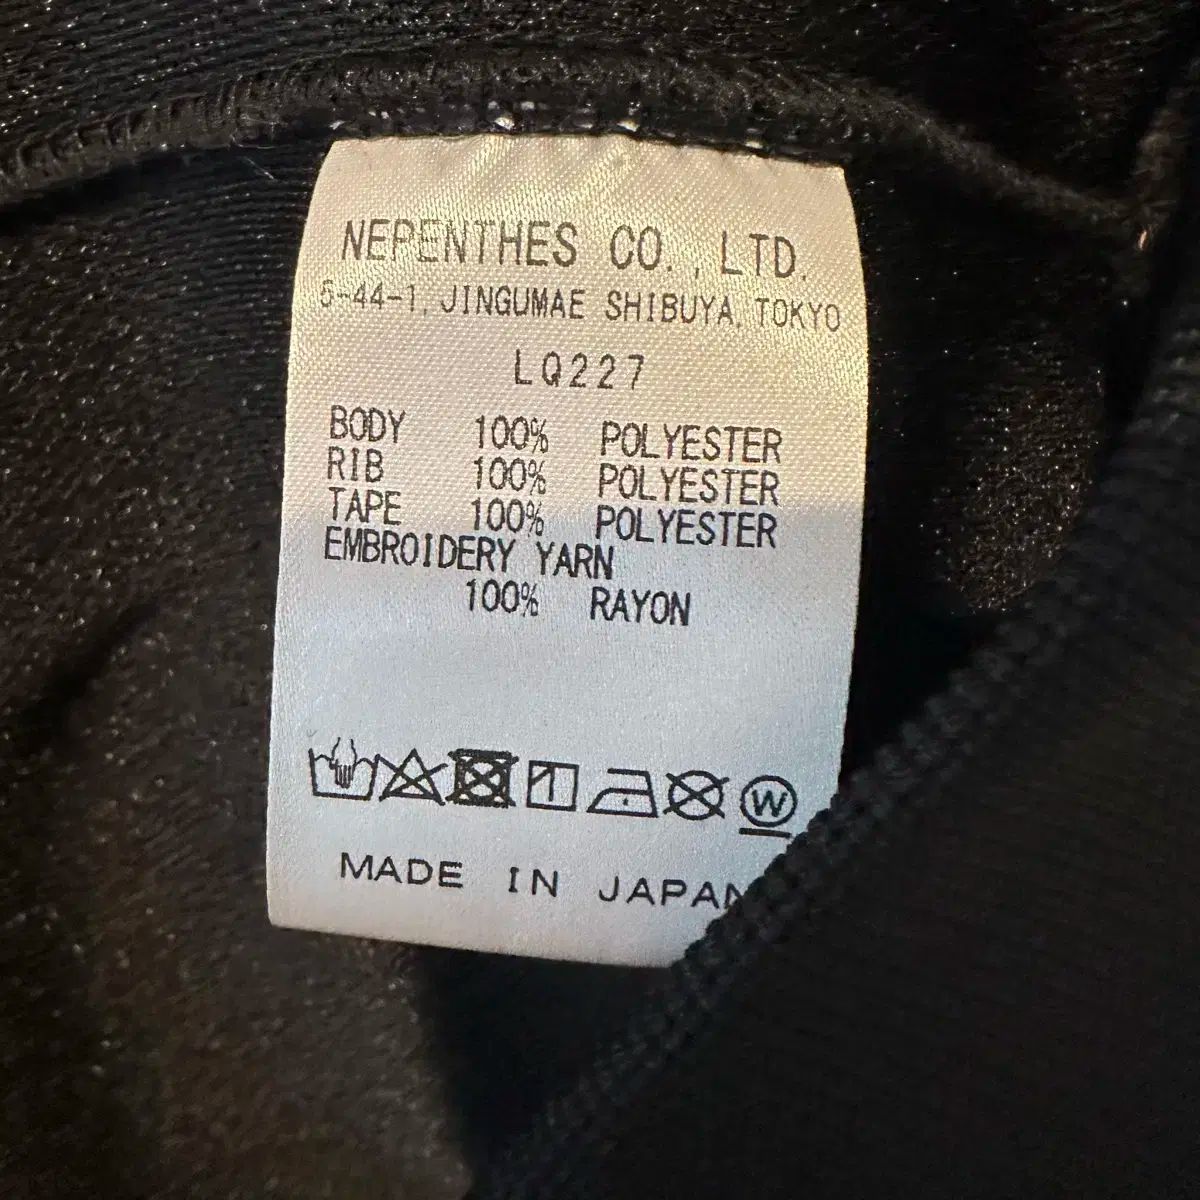 NEPENTHES CO., LTD.
5-44-1, JINGUMAE SHIBUYA, TOKYO
LQ227
BODY 100% POLYESTER
RIB 100% POLYESTER
TAPE 100% POLYESTER
EMBROIDERY YARN
100% RAYON
W
MADE IN JAPAN